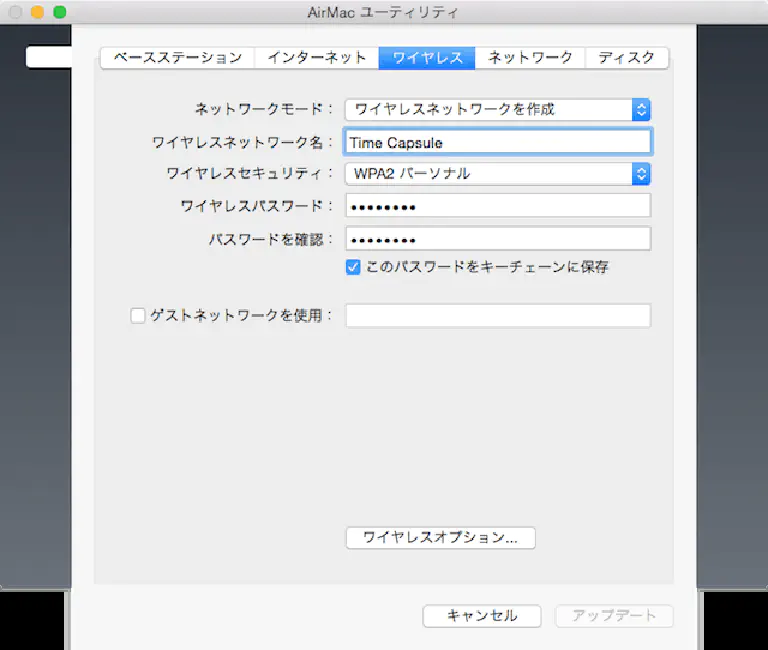 AirMac ユーティリティ
ベースステーション インターネット ワイヤレス ネットワーク ディスク
ネットワークモード： ワイヤレスネットワークを作成
ワイヤレスネットワーク名： Time Capsule
ワイヤレスセキュリティ： WPA2 パーソナル
ワイヤレスパスワード： ••••••••
パスワードを確認： ••••••••
このパスワードをキーチェーンに保存
ゲストネットワークを使用：
ワイヤレスオプション...
キャンセル アップデート